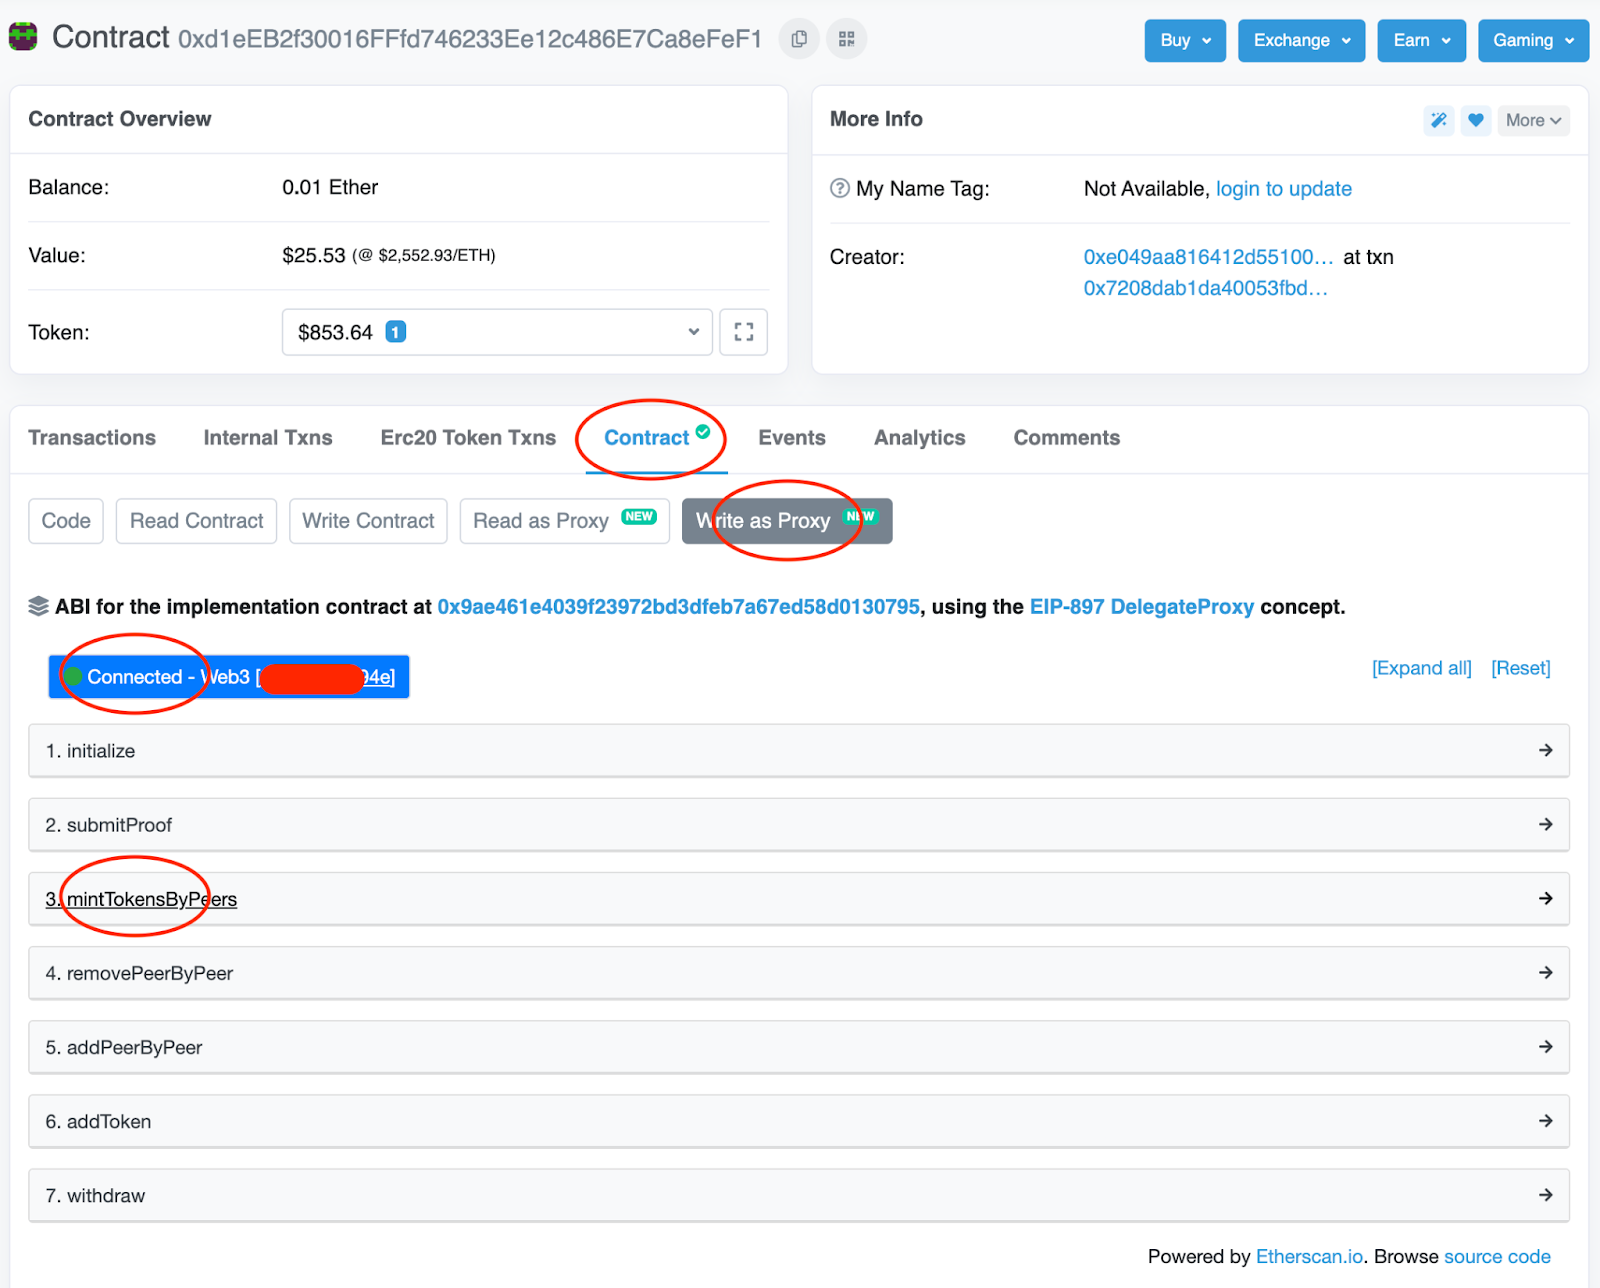 Contract 0xd1eEB2f30016FFfd746233Ee12c486E7Ca8eFeF1
Buy Exchange Earn Gaming
Contract Overview
Balance: 0.01 Ether
Value: $25.53 (@ $2,552.93/ETH)
Token: $853.64 1
More Info
More
My Name Tag: Not Available, login to update
Creator: 0xe049aa816412d55100... at txn
0x7208dab1da40053fbd...
Transactions Internal Txns Erc20 Token Txns Contract Events Analytics Comments
Code Read Contract Write Contract Read as Proxy NEW Write as Proxy NEW
ABI for the implementation contract at 0x9ae461e4039f23972bd3dfeb7a67ed58d0130795, using the EIP-897 DelegateProxy concept.
Connected - Web3 [ 94e]
[Expand all] [Reset]
1. initialize
2. submitProof
3. mintTokensByPeers
4. removePeerByPeer
5. addPeerByPeer
6. addToken
7. withdraw
Powered by Etherscan.io. Browse source code